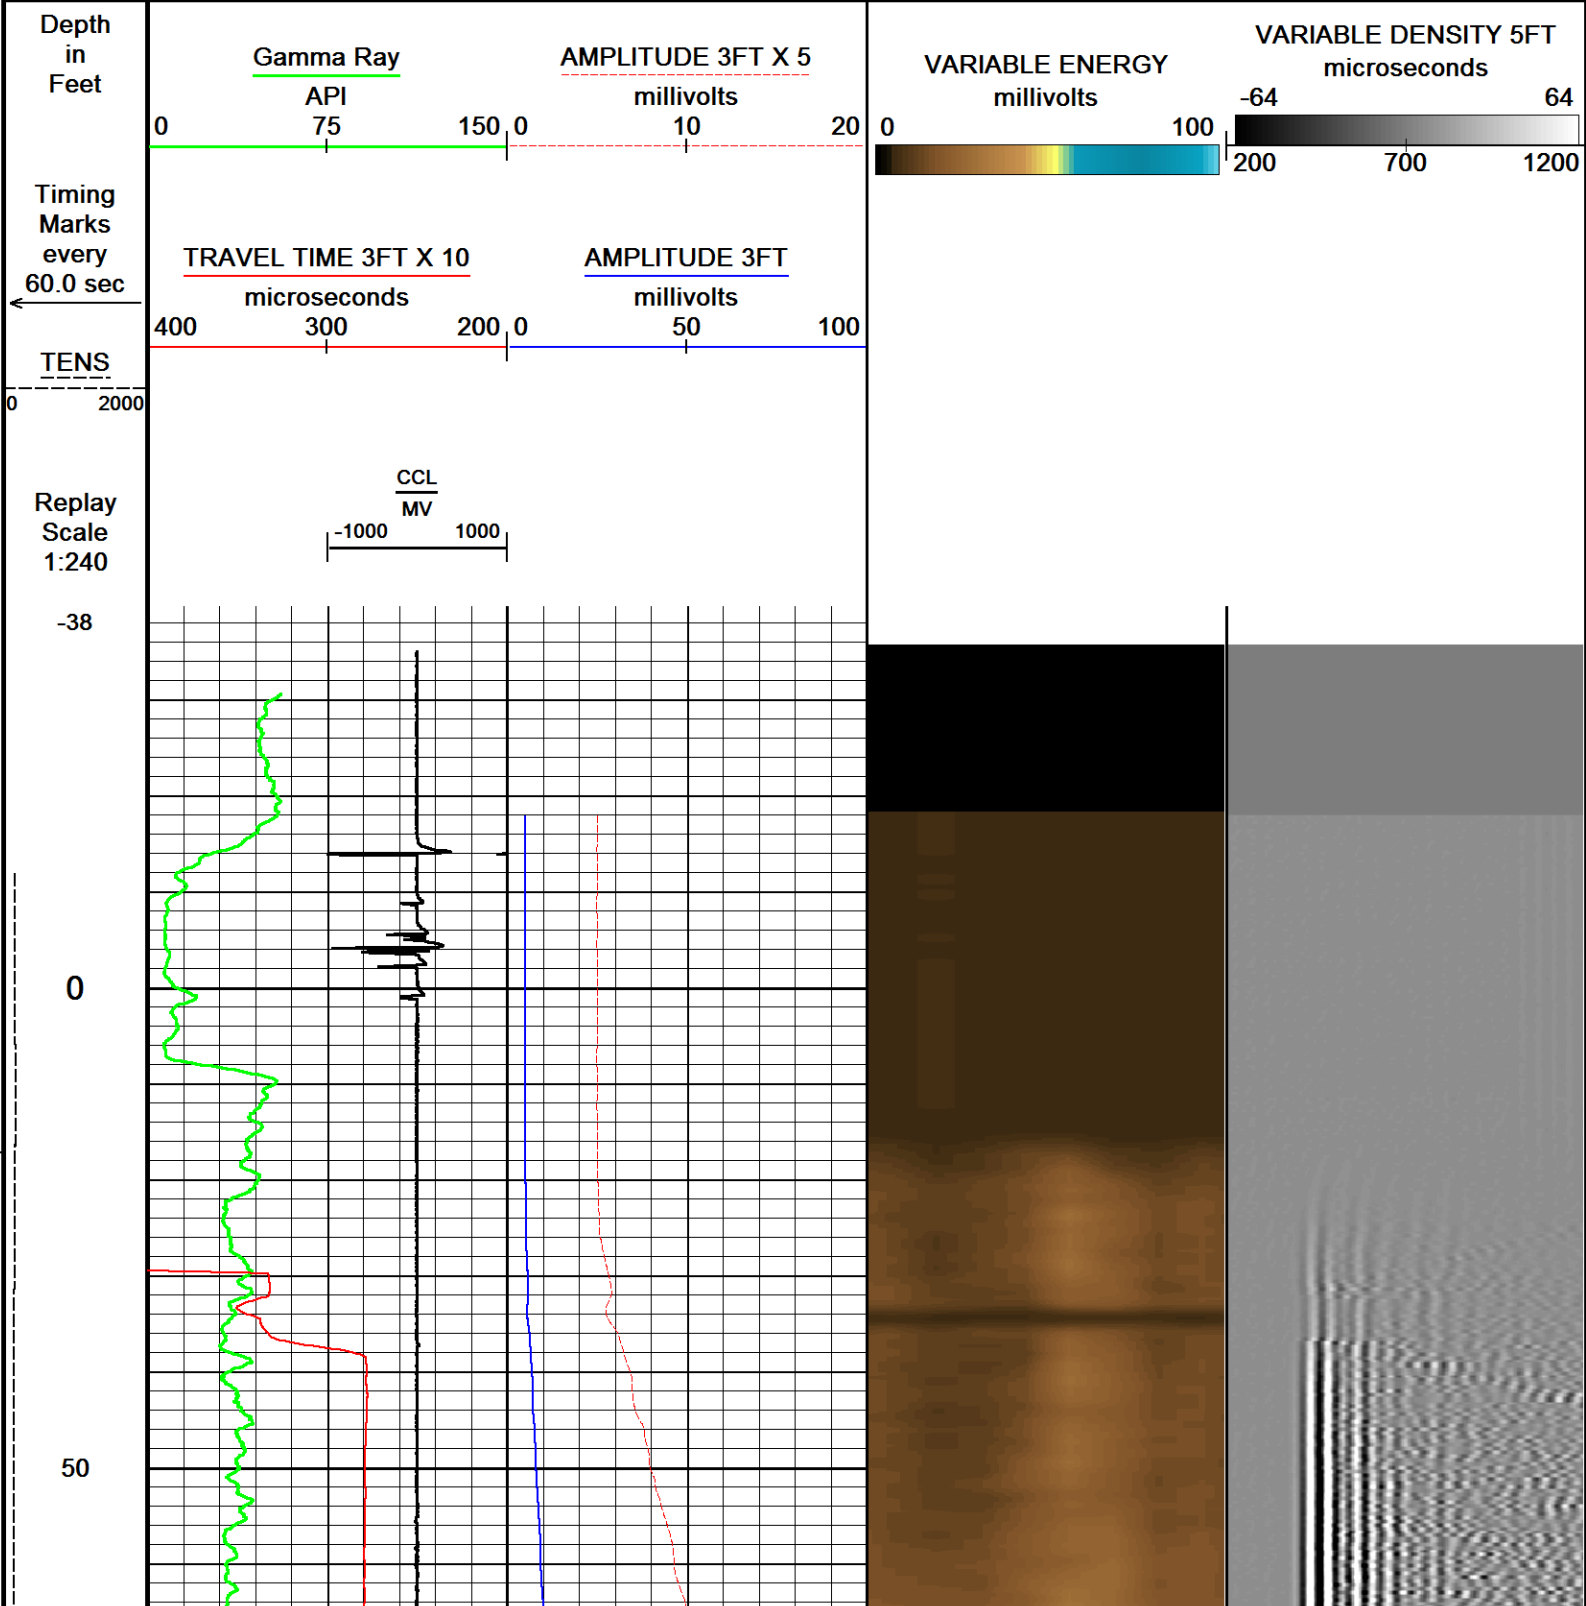 Depth
in
Feet
Timing
Marks
every
60.0 sec
TENS
0 2000
Replay
Scale
1:240
Gamma Ray
API
0 75 150
TRAVEL TIME 3FT X 10
microseconds
400 300 200
CCL
MV
-1000 1000
AMPLITUDE 3FT X 5
millivolts
0 10 20
AMPLITUDE 3FT
millivolts
0 50 100
VARIABLE ENERGY
millivolts
0 100
VARIABLE DENSITY 5FT
microseconds
-64 64
200 700 1200
-38
0
50